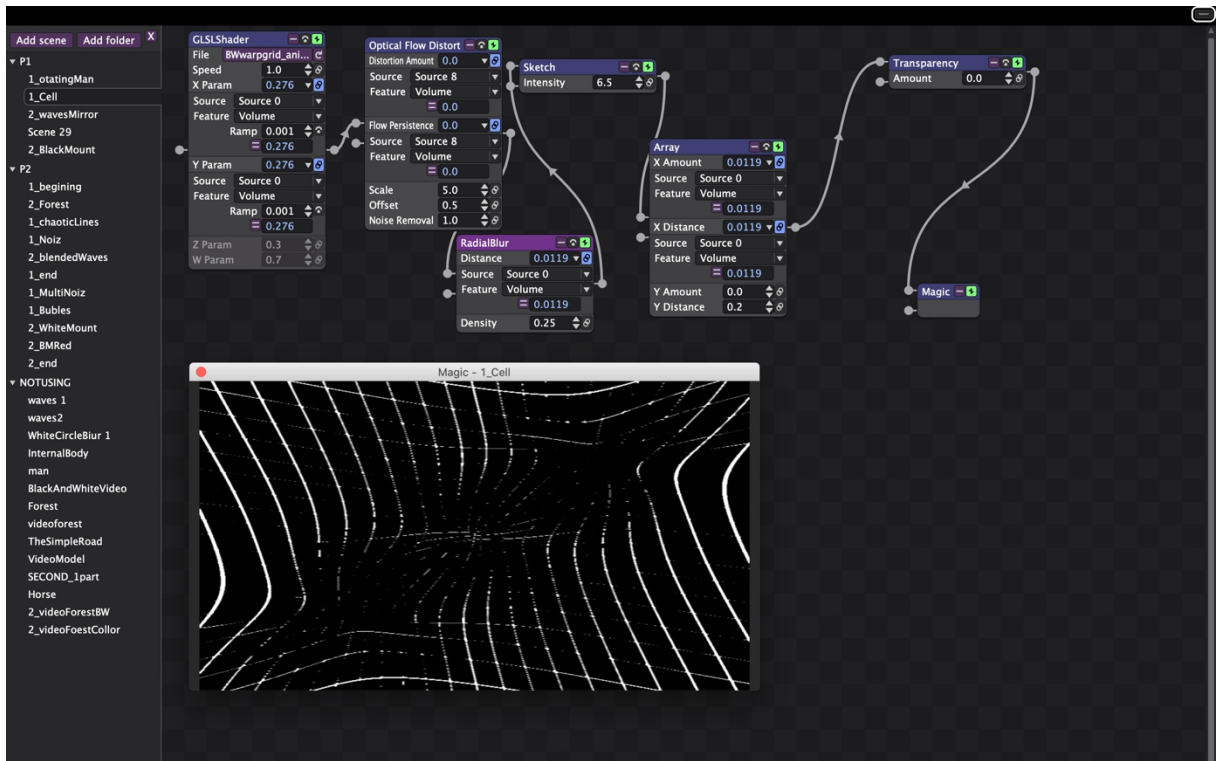 Add scene Add folder X
P1
1_otatingMan
1_Cell
2_wavesMirror
Scene 29
2_BlackMount
P2
1_begining
2_Forest
1_chaoticLines
1_Noiz
2_blendedWaves
1_end
1_MultiNoiz
1_Bubles
2_WhiteMount
2_BMRed
2_end
NOTUSING
waves 1
waves2
WhiteCircleBiur 1
InternalBody
man
BlackAndWhiteVideo
Forest
videoforest
TheSimpleRoad
VideoModel
SECOND_1part
Horse
2_videoForestBW
2_videoFoestCollor
GLSLShader
File BWwarpgrid_ani...
Speed 1.0
X Param 0.276
Source Source 0
Feature Volume
Ramp 0.001
= 0.276
Y Param 0.276
Source Source 0
Feature Volume
Ramp 0.001
= 0.276
Z Param 0.3
W Param 0.7
Optical Flow Distort
Distortion Amount 0.0
Source Source 8
Feature Volume
= 0.0
Flow Persistence 0.0
Source Source 8
Feature Volume
= 0.0
Scale 5.0
Offset 0.5
Noise Removal 1.0
RadialBlur
Distance 0.0119
Source Source 0
Feature Volume
= 0.0119
Density 0.25
Sketch
Intensity 6.5
Array
X Amount 0.0119
Source Source 0
Feature Volume
= 0.0119
X Distance 0.0119
Source Source 0
Feature Volume
= 0.0119
Y Amount 0.0
Y Distance 0.2
Transparency
Amount 0.0
Magic
Magic - 1_Cell